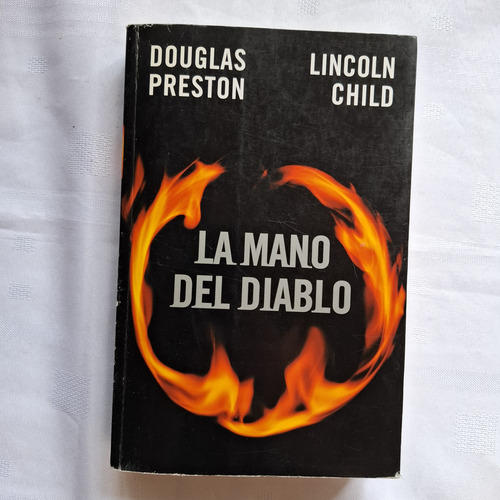 DOUGLAS
PRESTON
LINCOLN
CHILD
LA MANO
DEL DIABLO